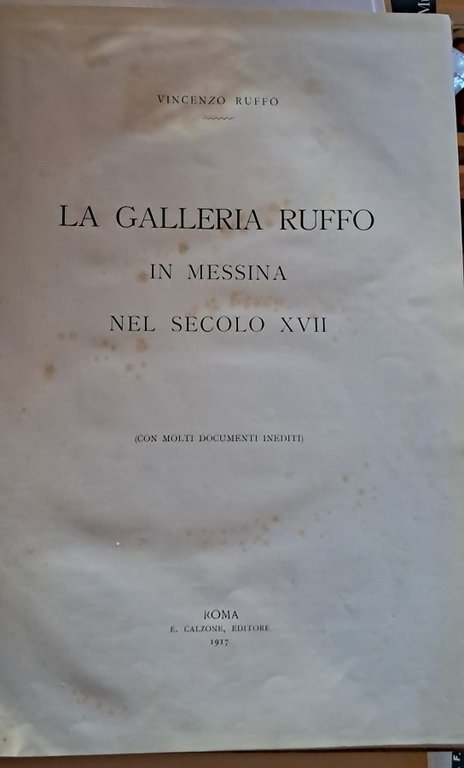 VINCENZO RUFFO
LA GALLERIA RUFFO
IN MESSINA
NEL SECOLO XVII
(CON MOLTI DOCUMENTI INEDITI)
ROMA
E. CALZONE, EDITORE
1917